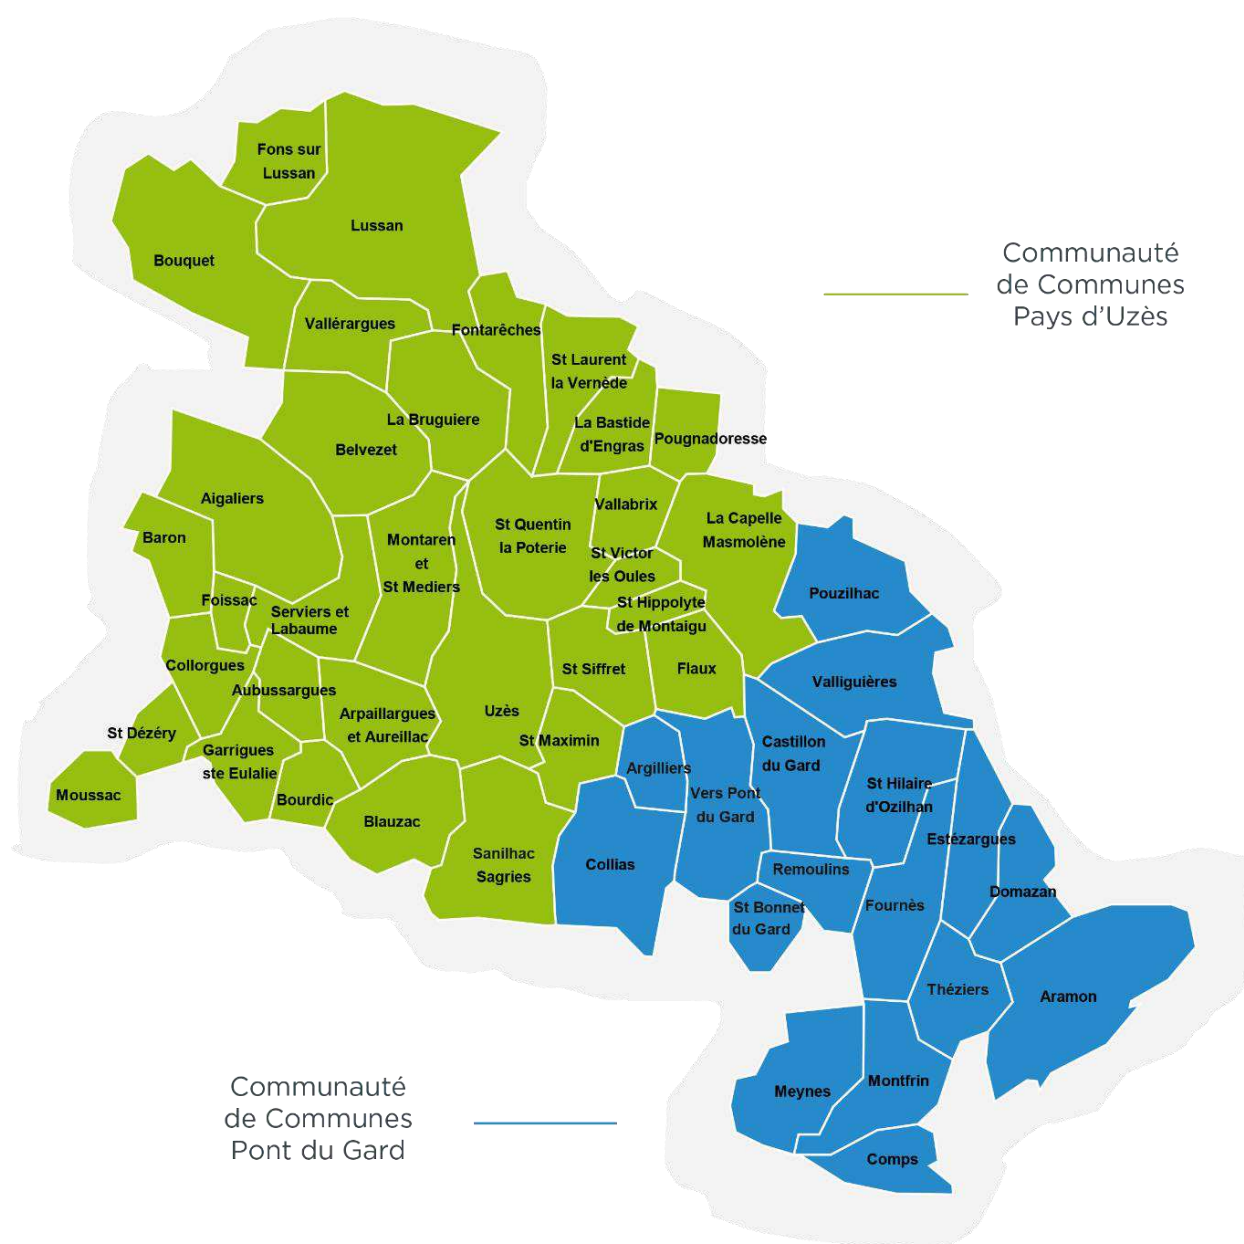 Fons sur
Lussan
Lussan
Bouquet
Communauté
de Communes
Pays d'Uzès
Vallérargues
Fontarêches
St Laurent
la Vernède
La Bruguiere
La Bastide
d'Engras
Pougnadoresse
Belvezet
Aigaliers
Vallabrix
La Capelle
Masmolène
St Quentin
la Poterie
Baron
Montaren
et
St Mediers
St Victor
les Oules
Pouzilhac
Foissac
Serviers et
Labaume
St Hippolyte
de Montaigu
Collorgues
St Siffret
Flaux
Valliguières
Aubussargues
Arpaillargues
et Aureillac
Uzès
St Dézéry
Garrigues
ste Eulalie
St Maximin
Castillon
du Gard
Argilliers
Moussac
Bourdic
Vers Pont
du Gard
St Hilaire
d'Ozilhan
Blauzac
Estézargues
Sanilhac
Sagries
Collias
Remoulins
Domazan
St Bonnet
du Gard
Fournès
Théziers
Aramon
Communauté
de Communes
Pont du Gard
Meynes
Montfrin
Comps